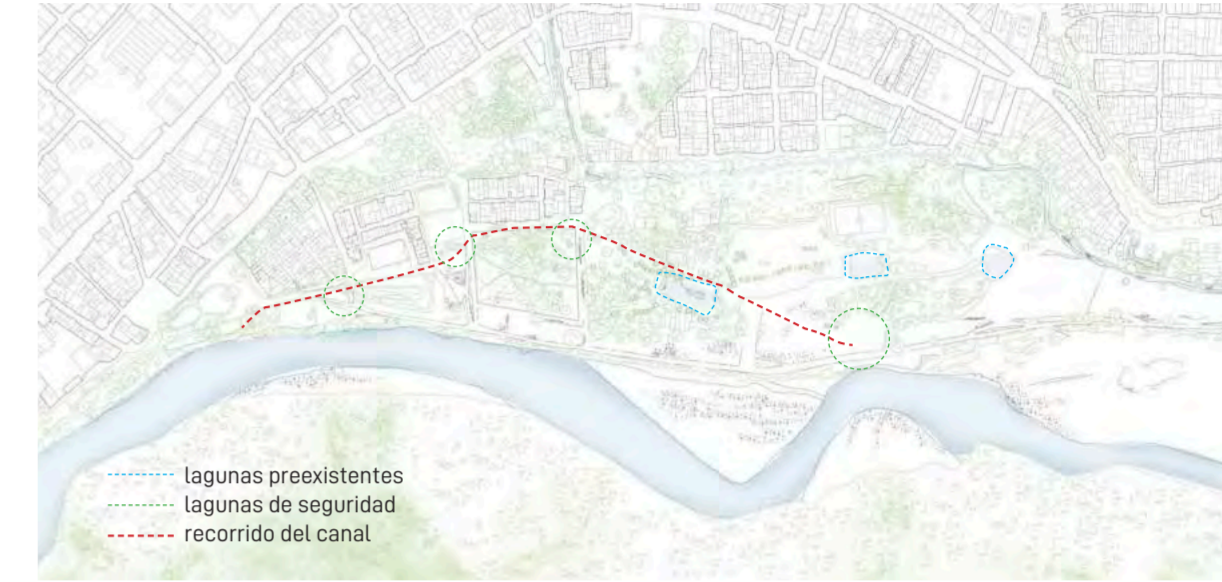 lagunas preexistentes
lagunas de seguridad
recorrido del canal